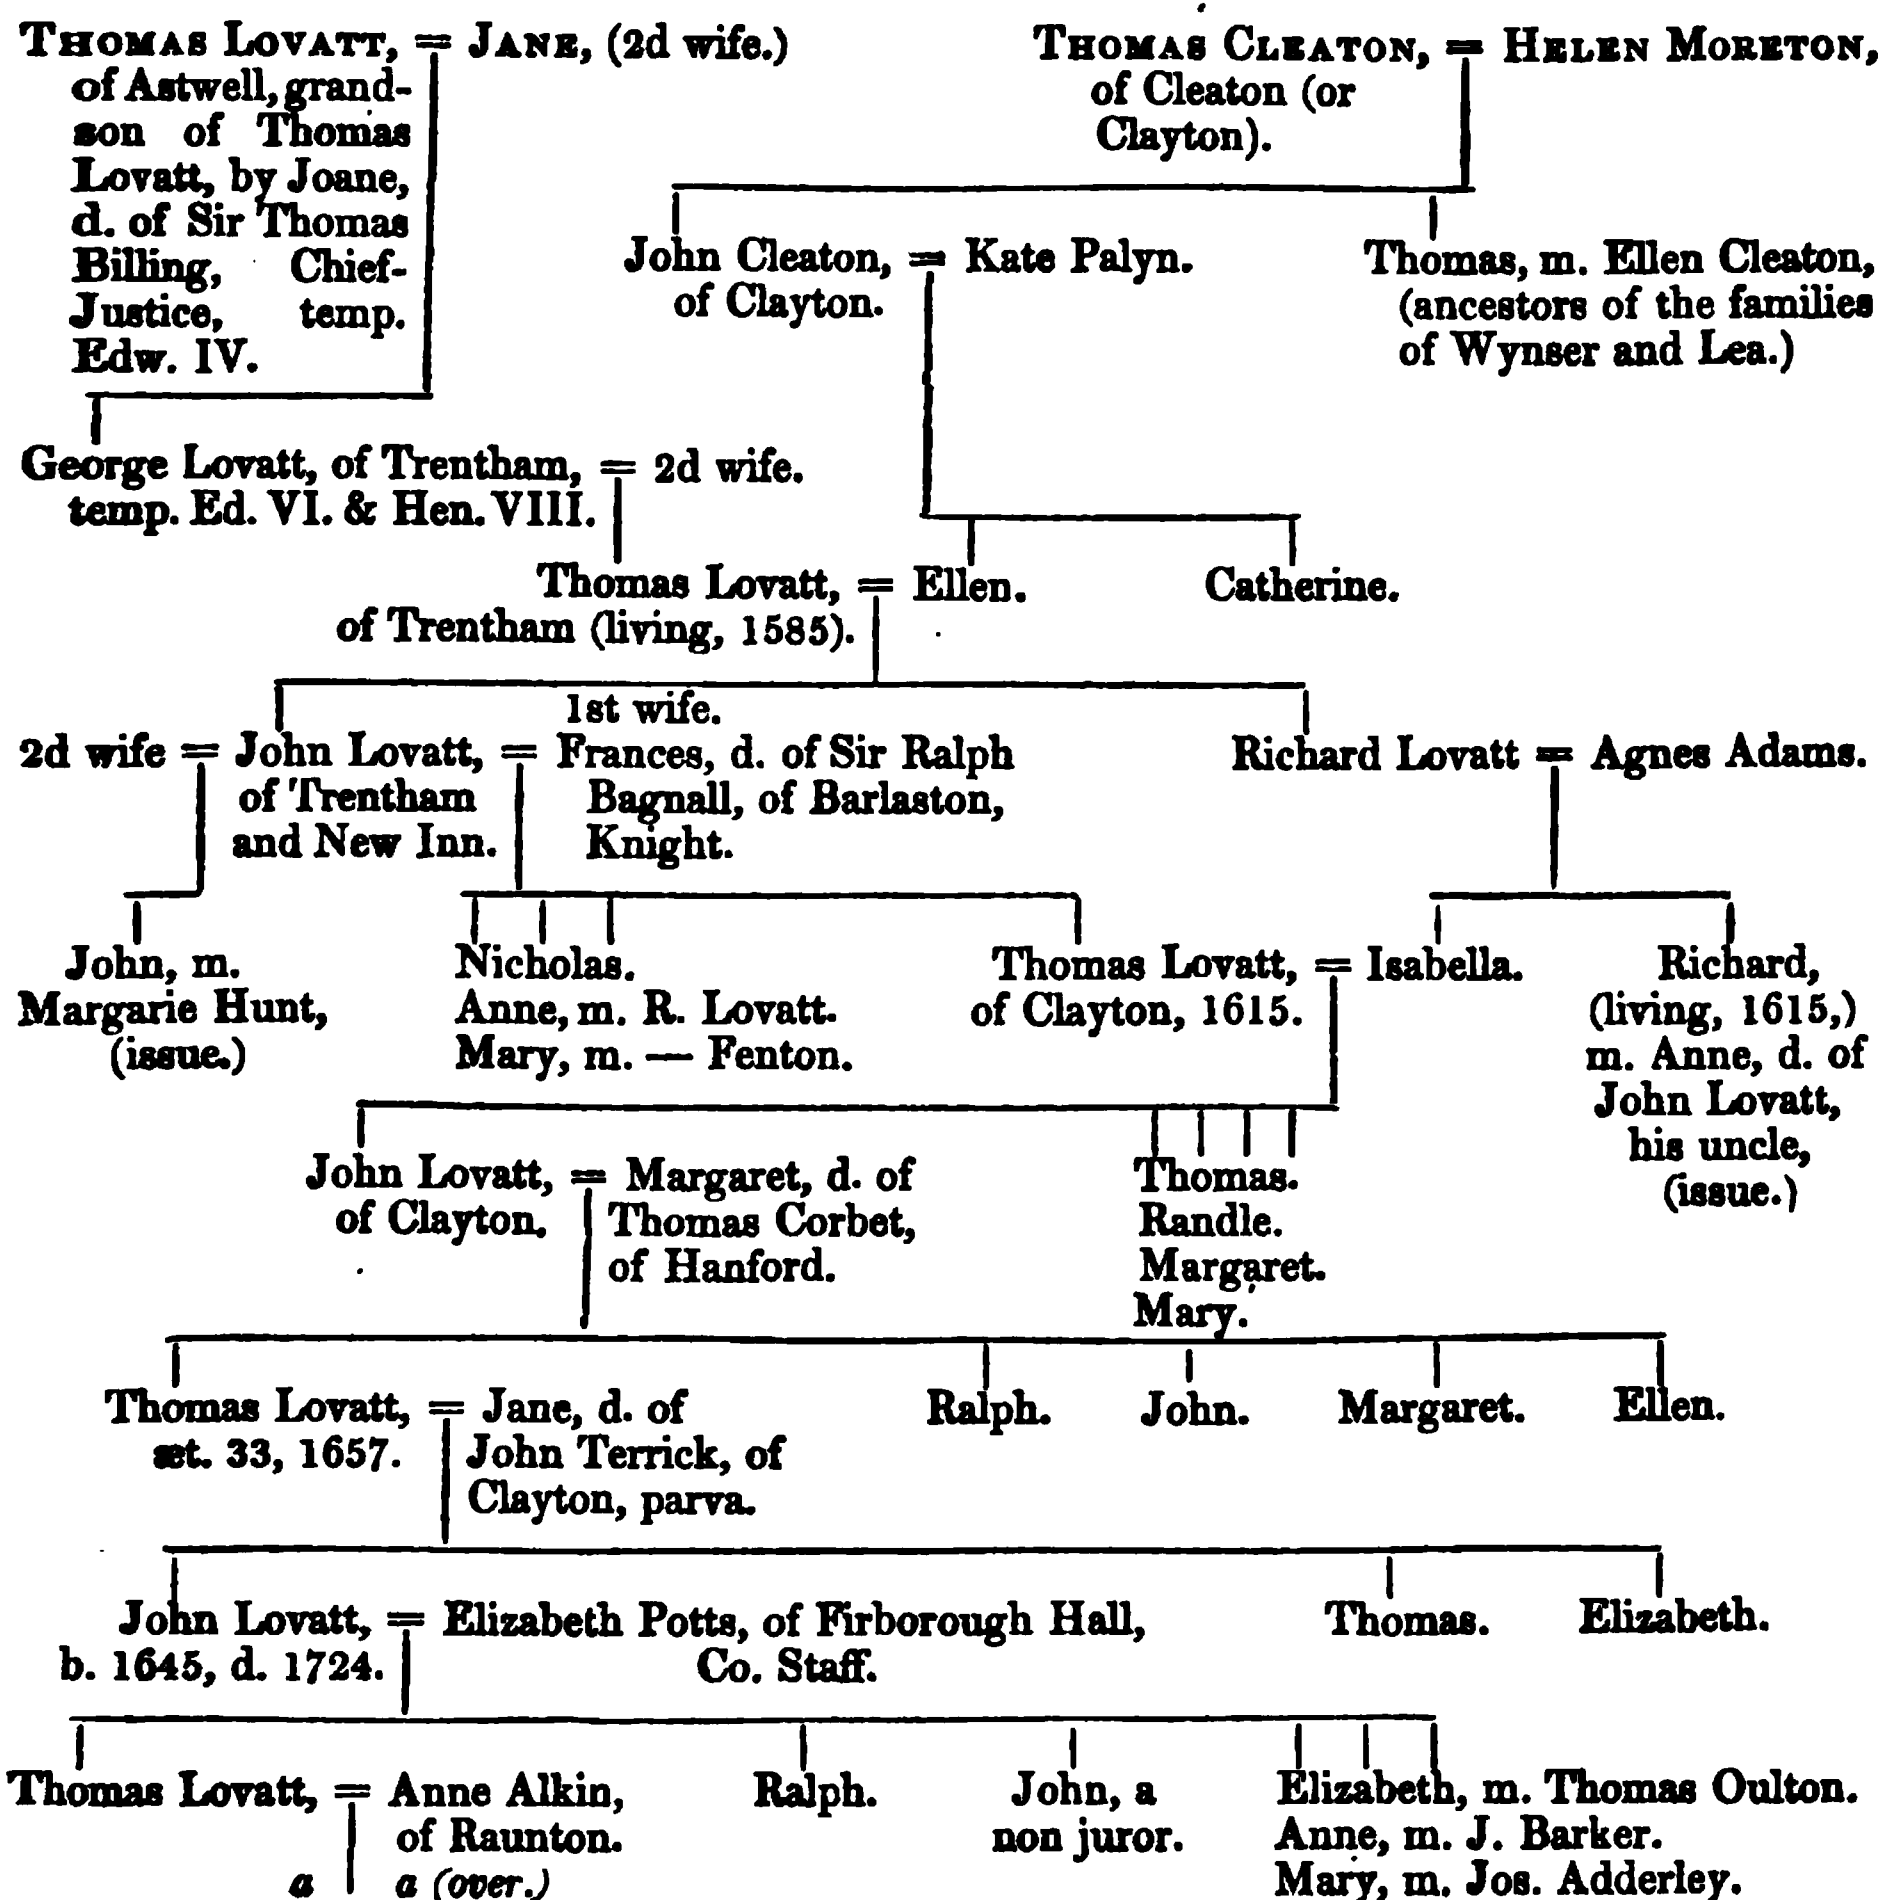 THOMAS LOVATT, = JANE, (2d wife.)
of Astwell, grand-
son of Thomas
Lovatt, by Joane,
d. of Sir Thomas
Billing, Chief-
Justice, temp.
Edw. IV.
THOMAS CLEATON, = HELEN MORETON,
of Cleaton (or
Clayton).
John Cleaton, = Kate Palyn.
of Clayton.
Thomas, m. Ellen Cleaton,
(ancestors of the families
of Wynser and Lea.)
George Lovatt, of Trentham, = 2d wife.
temp. Ed. VI. & Hen. VIII.
Thomas Lovatt, = Ellen.
of Trentham (living, 1585).
Catherine.
1st wife.
2d wife = John Lovatt, = Frances, d. of Sir Ralph
of Trentham Bagnall, of Barlaston,
and New Inn. Knight.
Richard Lovatt = Agnes Adams.
John, m.
Margarie Hunt,
(issue.)
Nicholas.
Anne, m. R. Lovatt.
Mary, m. — Fenton.
Thomas Lovatt, = Isabella.
of Clayton, 1615.
Richard,
(living, 1615,)
m. Anne, d. of
John Lovatt,
his uncle,
(issue.)
John Lovatt, = Margaret, d. of
of Clayton. Thomas Corbet,
of Hanford.
Thomas.
Randle.
Margaret.
Mary.
Thomas Lovatt, = Jane, d. of
æt. 33, 1657. John Terrick, of
Clayton, parva.
Ralph. John. Margaret. Ellen.
John Lovatt, = Elizabeth Potts, of Firborough Hall,
b. 1645, d. 1724. Co. Staff.
Thomas. Elizabeth.
Thomas Lovatt, = Anne Alkin,
of Raunton.
a a (over.)
Ralph.
John, a
non juror.
Elizabeth, m. Thomas Oulton.
Anne, m. J. Barker.
Mary, m. Jos. Adderley.